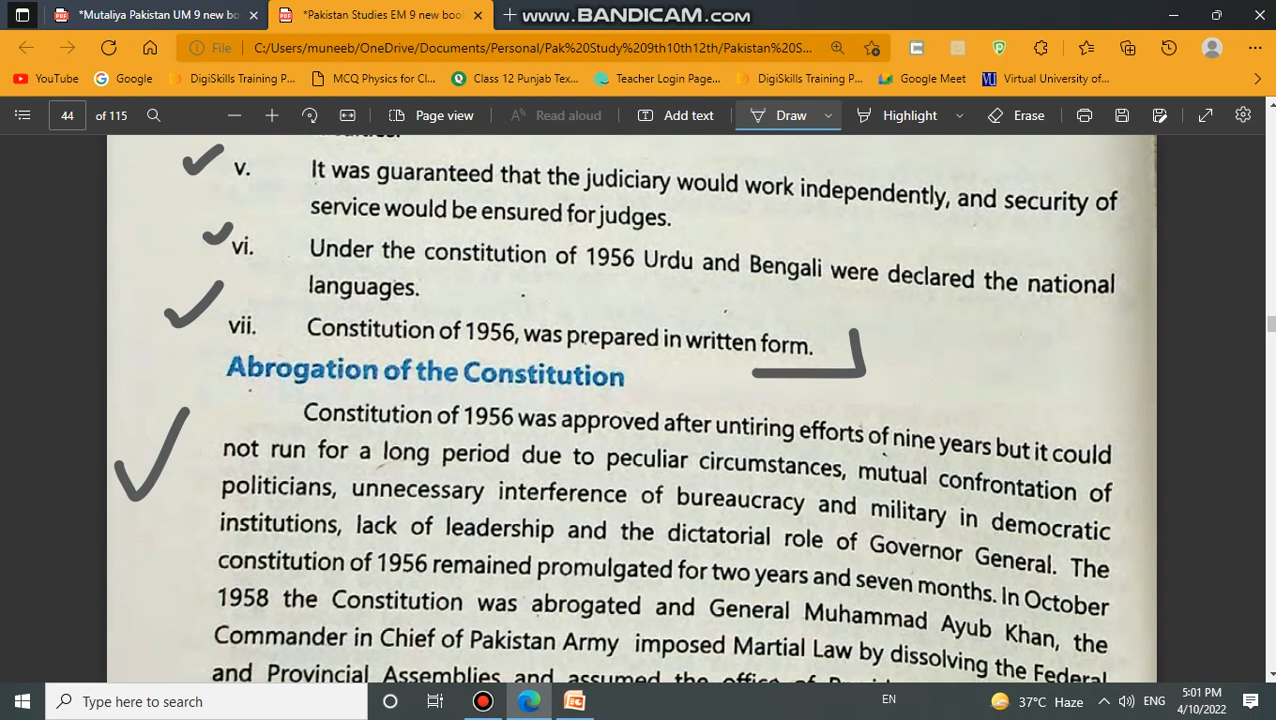 *Mutaliya Pakistan UM 9 new bo
*Pakistan Studies EM 9 new bool
www.BANDICAM.com
File C:/Users/muneeb/OneDrive/Documents/Personal/Pak%20Study%209th10th12th/Pakistan%20S...
YouTube Google DigiSkills Training P... MCQ Physics for Cl... Class 12 Punjab Tex... Teacher Login Page... DigiSkills Training P... Google Meet Virtual University of...
44 of 115 Page view Read aloud Add text Draw Highlight Erase
v. It was guaranteed that the judiciary would work independently, and security of
service would be ensured for judges.
vi. Under the constitution of 1956 Urdu and Bengali were declared the national
languages.
vii. Constitution of 1956, was prepared in written form.
Abrogation of the Constitution
Constitution of 1956 was approved after untiring efforts of nine years but it could
not run for a long period due to peculiar circumstances, mutual confrontation of
politicians, unnecessary interference of bureaucracy and military in democratic
institutions, lack of leadership and the dictatorial role of Governor General. The
constitution of 1956 remained promulgated for two years and seven months. In October
1958 the Constitution was abrogated and General Muhammad Ayub Khan, the
Commander in Chief of Pakistan Army imposed Martial Law by dissolving the Federal
and Provincial Assemblies and assumed the office of
Type here to search
EN
37°C Haze
ENG
5:01 PM
4/10/2022